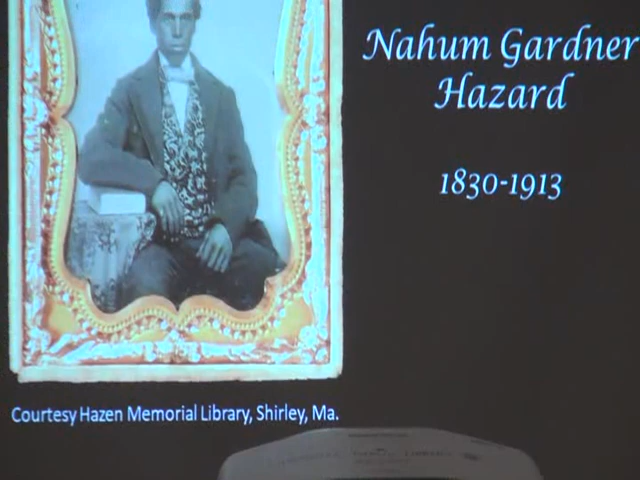 Nahum Gardner
Hazard
1830-1913
Courtesy Hazen Memorial Library, Shirley, Ma.